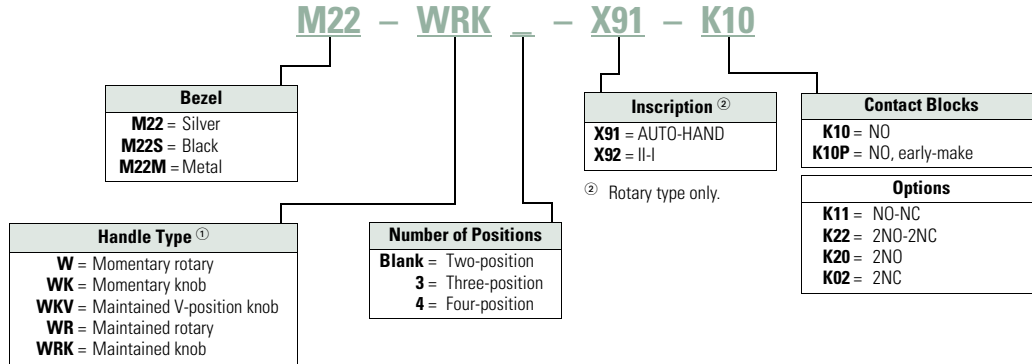 M22 – WRK _ – X91 – K10
Bezel
M22 = Silver
M22S = Black
M22M = Metal
Inscription ②
X91 = AUTO-HAND
X92 = II-I
② Rotary type only.
Contact Blocks
K10 = NO
K10P = NO, early-make
Options
K11 = NO-NC
K22 = 2NO-2NC
K20 = 2NO
K02 = 2NC
Handle Type ①
W = Momentary rotary
WK = Momentary knob
WKV = Maintained V-position knob
WR = Maintained rotary
WRK = Maintained knob
Number of Positions
Blank = Two-position
3 = Three-position
4 = Four-position